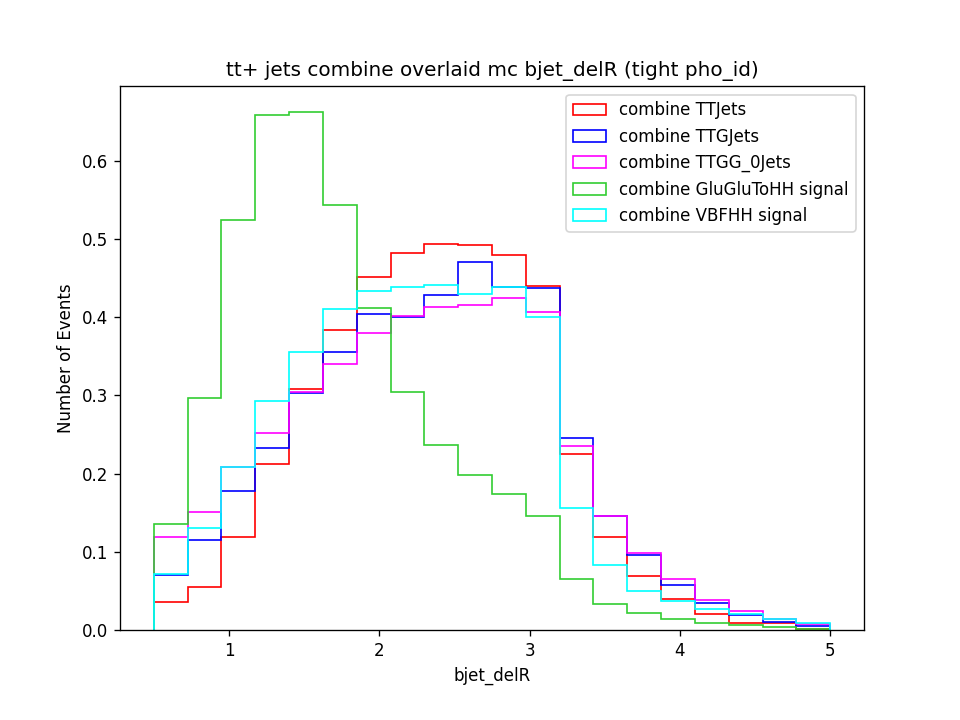 tt+ jets combine overlaid mc bjet_delR (tight pho_id)
combine TTJets
combine TTGJets
combine TTGG_0Jets
combine GluGluToHH signal
combine VBFHH signal
Number of Events
0.6
0.5
0.4
0.3
0.2
0.1
0.0
1 2 3 4 5
bjet_delR